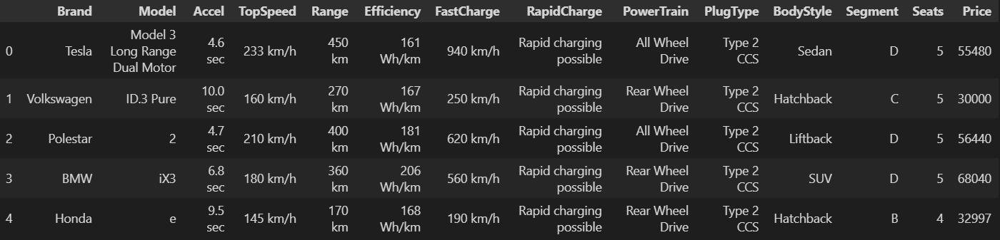 Brand Model Accel TopSpeed Range Efficiency FastCharge RapidCharge PowerTrain PlugType BodyStyle Segment Seats Price
0 Tesla Model 3 Long Range Dual Motor 4.6 sec 233 km/h 450 km 161 Wh/km 940 km/h Rapid charging possible All Wheel Drive Type 2 CCS Sedan D 5 55480
1 Volkswagen ID.3 Pure 10.0 sec 160 km/h 270 km 167 Wh/km 250 km/h Rapid charging possible Rear Wheel Drive Type 2 CCS Hatchback C 5 30000
2 Polestar 2 4.7 sec 210 km/h 400 km 181 Wh/km 620 km/h Rapid charging possible All Wheel Drive Type 2 CCS Liftback D 5 56440
3 BMW iX3 6.8 sec 180 km/h 360 km 206 Wh/km 560 km/h Rapid charging possible Rear Wheel Drive Type 2 CCS SUV D 5 68040
4 Honda e 9.5 sec 145 km/h 170 km 168 Wh/km 190 km/h Rapid charging possible Rear Wheel Drive Type 2 CCS Hatchback B 4 32997